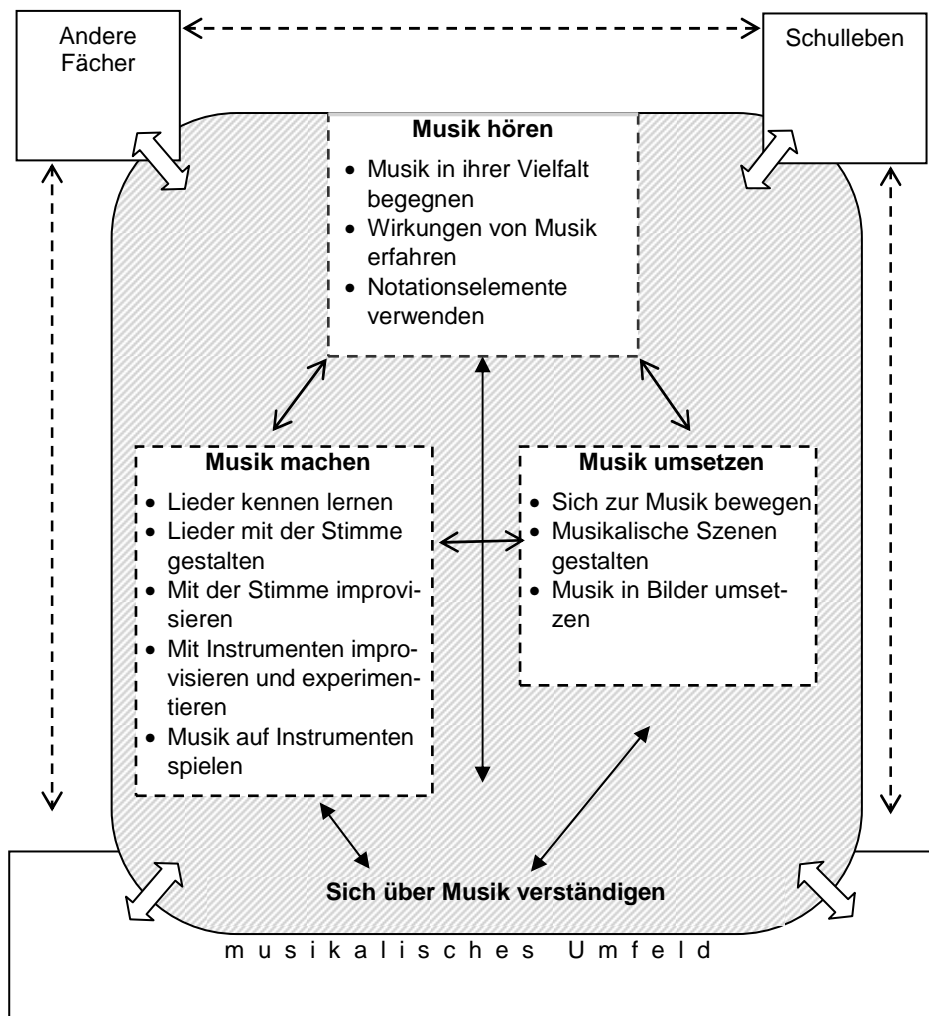 Andere
Fächer
Schulleben
Musik hören
• Musik in ihrer Vielfalt
begegnen
• Wirkungen von Musik
erfahren
• Notationselemente
verwenden
Musik machen
• Lieder kennen lernen
• Lieder mit der Stimme
gestalten
• Mit der Stimme improvi-
sieren
• Mit Instrumenten impro-
visieren und experimen-
tieren
• Musik auf Instrumenten
spielen
Musik umsetzen
• Sich zur Musik bewegen
• Musikalische Szenen
gestalten
• Musik in Bilder umset-
zen
Sich über Musik verständigen
musikalisches Umfeld